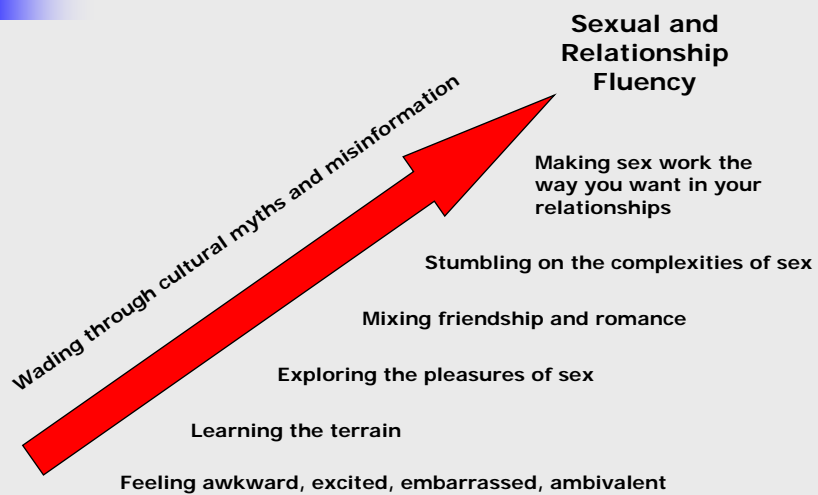 Sexual and
Relationship
Fluency
Wading through cultural myths and misinformation
Making sex work the
way you want in your
relationships
Stumbling on the complexities of sex
Mixing friendship and romance
Exploring the pleasures of sex
Learning the terrain
Feeling awkward, excited, embarrassed, ambivalent